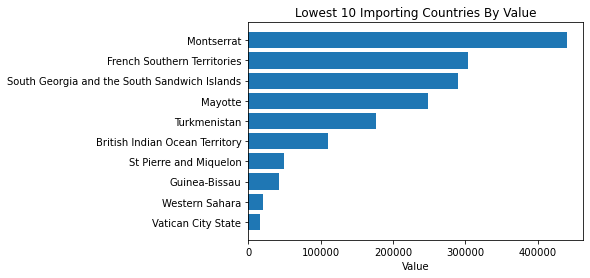 Lowest 10 Importing Countries By Value
Montserrat
French Southern Territories
South Georgia and the South Sandwich Islands
Mayotte
Turkmenistan
British Indian Ocean Territory
St Pierre and Miquelon
Guinea-Bissau
Western Sahara
Vatican City State
0 100000 200000 300000 400000
Value